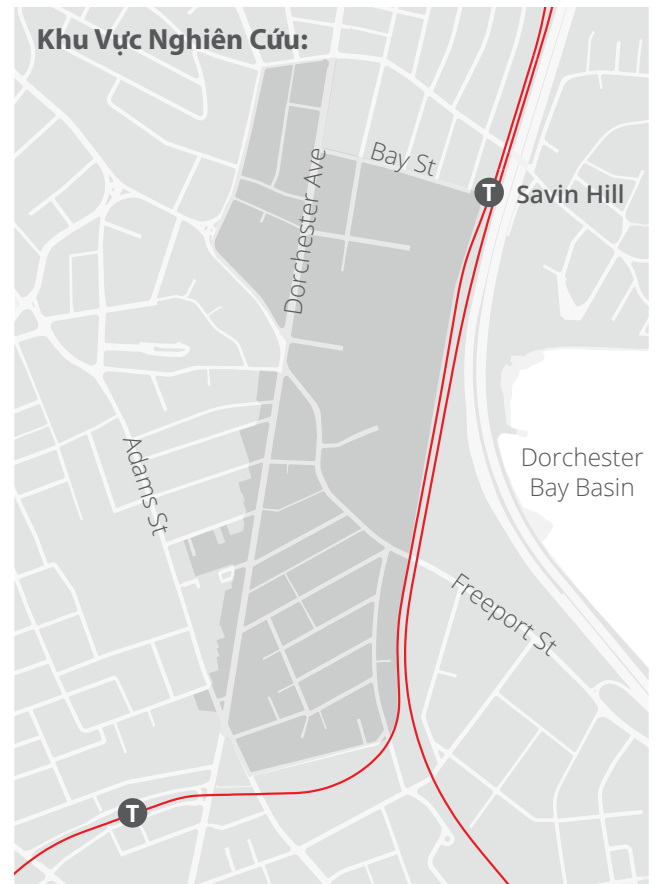 Khu Vực Nghiên Cứu:
Bay St
T
Savin Hill
Dorchester Ave
Adams St
Dorchester
Bay Basin
Freeport St
T